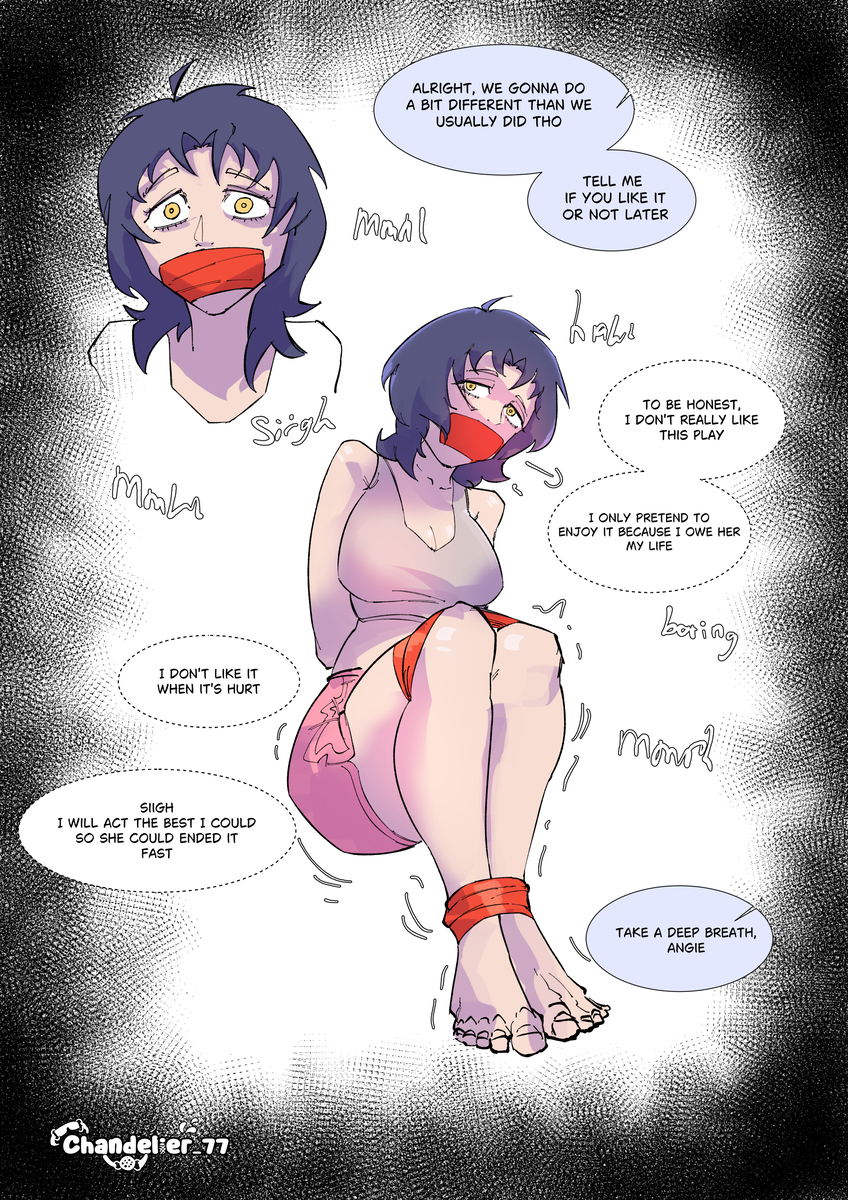 ALRIGHT, WE GONNA DO
A BIT DIFFERENT THAN WE
USUALLY DID THO
TELL ME
IF YOU LIKE IT
OR NOT LATER
Sirgh
TO BE HONEST,
I DON'T REALLY LIKE
THIS PLAY
I ONLY PRETEND TO
ENJOY IT BECAUSE I OWE HER
MY LIFE
boring
I DON'T LIKE IT
WHEN IT'S HURT
SIIGH
I WILL ACT THE BEST I COULD
SO SHE COULD ENDED IT
FAST
TAKE A DEEP BREATH,
ANGIE
Chandelier_77